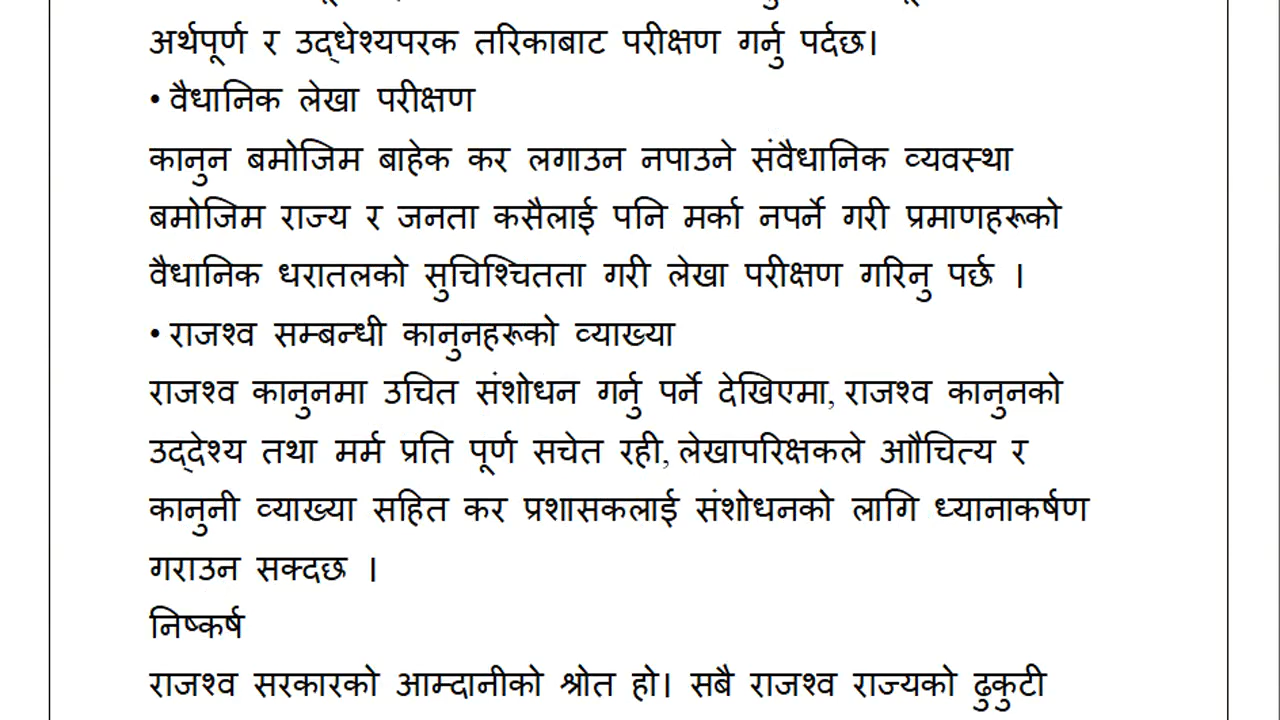 अर्थपूर्ण र उद्धेश्यपरक तरिकाबाट परीक्षण गर्नु पर्दछ।
• वैधानिक लेखा परीक्षण
कानुन बमोजिम बाहेक कर लगाउन नपाउने संवैधानिक व्यवस्था
बमोजिम राज्य र जनता कसैलाई पनि मर्का नपर्ने गरी प्रमाणहरूको
वैधानिक धरातलको सुचिश्चितता गरी लेखा परीक्षण गरिनु पर्छ ।
• राजश्व सम्बन्धी कानुनहरूको व्याख्या
राजश्व कानुनमा उचित संशोधन गर्नु पर्ने देखिएमा, राजश्व कानुनको
उद्देश्य तथा मर्म प्रति पूर्ण सचेत रही, लेखापरिक्षकले आौचित्य र
कानुनी व्याख्या सहित कर प्रशासकलाई संशोधनको लागि ध्यानाकर्षण
गराउन सक्दछ ।
निष्कर्ष
राजश्व सरकारको आम्दानीको श्रोत हो। सबै राजश्व राज्यको ढुकुटी